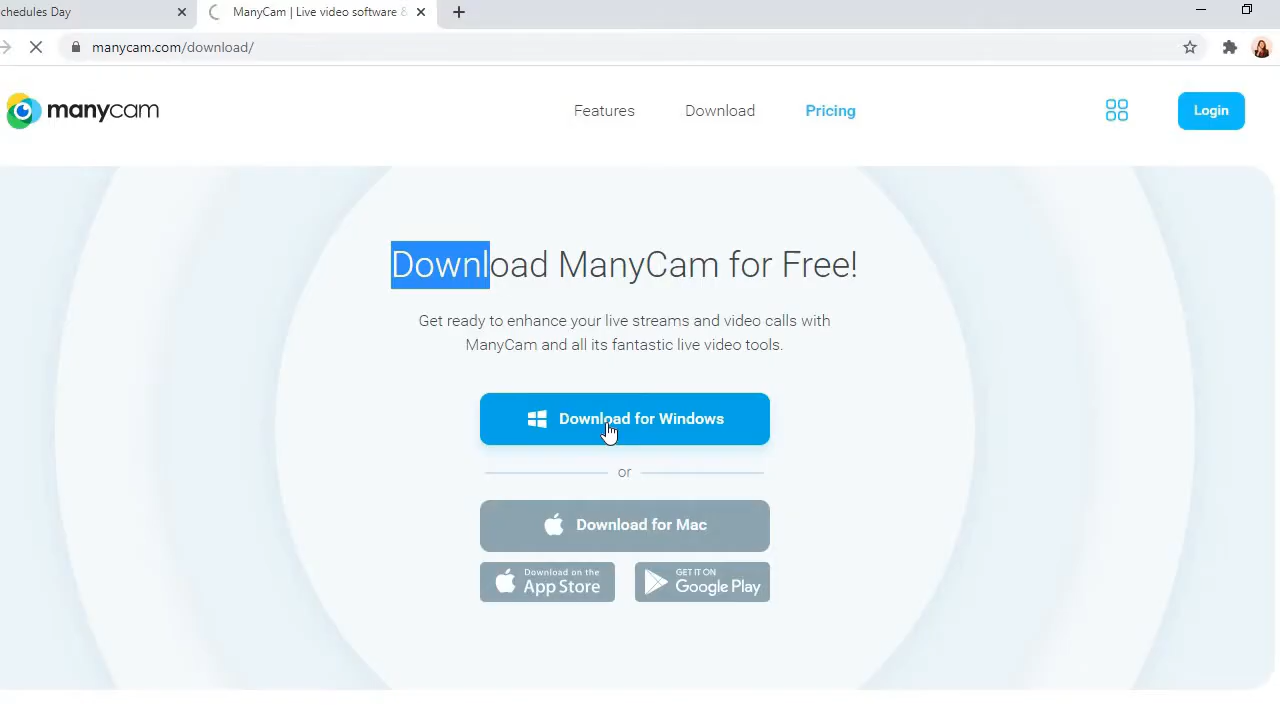 chedules Day
ManyCam | Live video software &
manycam.com/download/
manycam
Features
Download
Pricing
Login
Download ManyCam for Free!
Get ready to enhance your live streams and video calls with
ManyCam and all its fantastic live video tools.
Download for Windows
or
Download for Mac
Download on the
App Store
GET IT ON
Google Play